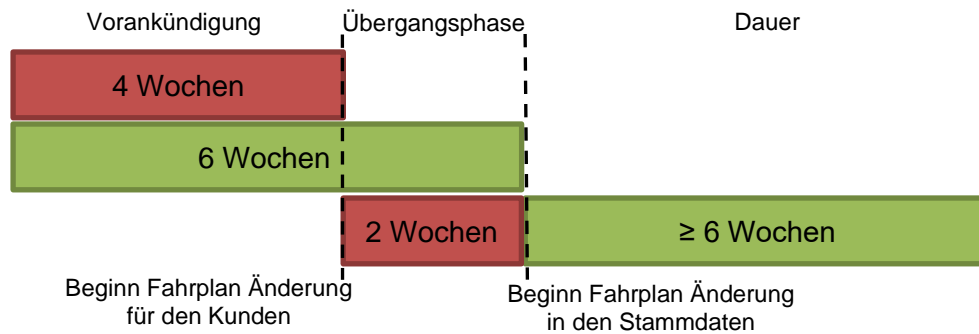 Vorankündigung
Übergangsphase
Dauer
4 Wochen
6 Wochen
2 Wochen
≥ 6 Wochen
Beginn Fahrplan Änderung
für den Kunden
Beginn Fahrplan Änderung
in den Stammdaten